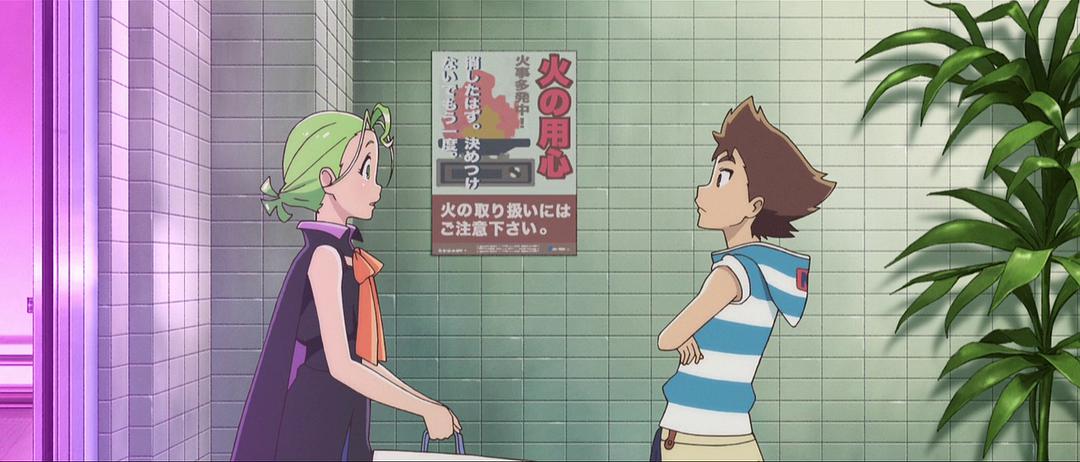 火の用心
火事多発中!
消したはず。決めつけ
ないでもう一度。
火の取り扱いには
ご注意下さい。